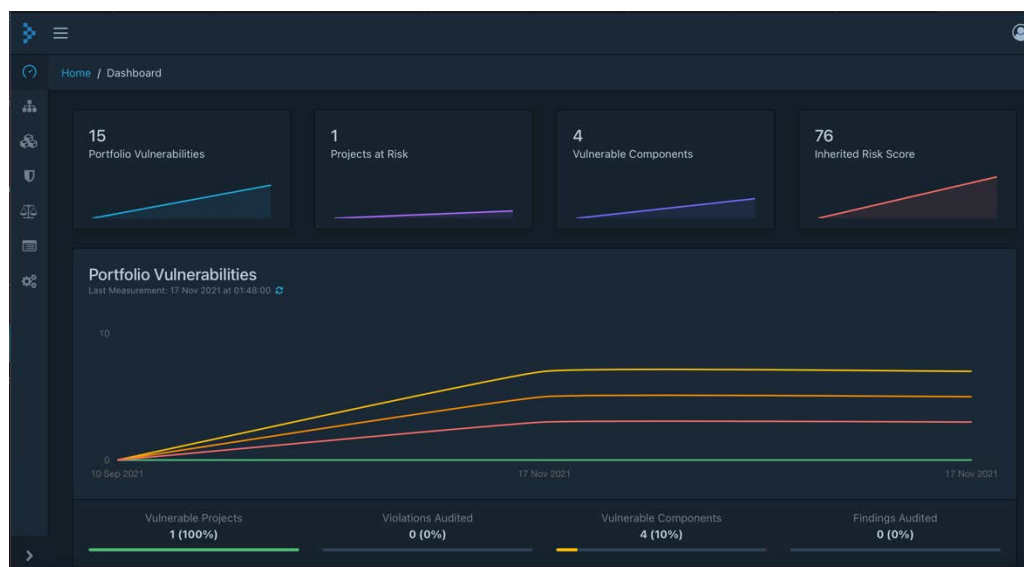 Home / Dashboard
15
Portfolio Vulnerabilities
1
Projects at Risk
4
Vulnerable Components
76
Inherited Risk Score
Portfolio Vulnerabilities
Last Measurement: 17 Nov 2021 at 01:48:00
10
0
10 Sep 2021
17 Nov 2021
17 Nov 2021
Vulnerable Projects
1 (100%)
Violations Audited
0 (0%)
Vulnerable Components
4 (10%)
Findings Audited
0 (0%)